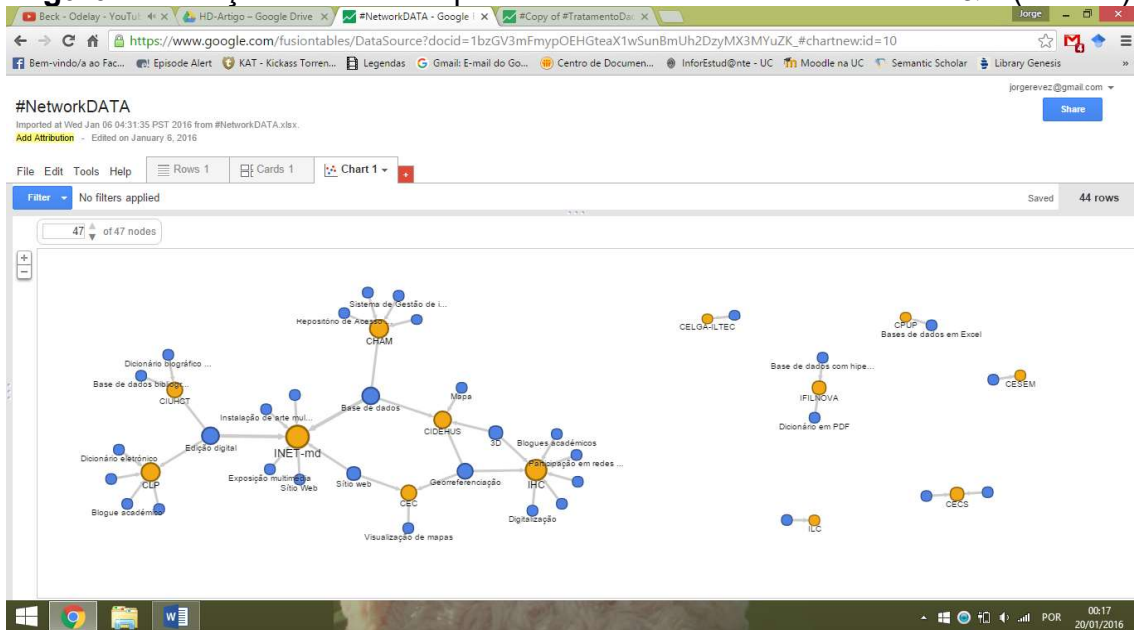 Beck - Odelay - YouTu
HD-Artigo – Google Drive
#NetworkDATA - Google
#Copy of #TratamentoDa
Jorge
https://www.google.com/fusiontables/DataSource?docid=1bzGV3mFmypOEHGteaX1wSunBmUh2DzyMX3MYuZK_#chartnew:id=10
Bem-vindo/a ao Fac...
Episode Alert
KAT - Kickass Torren...
Legendas
Gmail: E-mail do Go...
Centro de Documen...
InforEstud@nte - UC
Moodle na UC
Semantic Scholar
Library Genesis
»
jorgerevez@gmail.com
#NetworkDATA
Share
Imported at Wed Jan 06 04:31:35 PST 2016 from #NetworkDATA.xlsx.
Add Attribution - Edited on January 6, 2016
File Edit Tools Help
Rows 1
Cards 1
Chart 1
Filter
No filters applied
Saved
44 rows
47 of 47 nodes
Sistema de Gestão de i...
Repositório de Acesso
CHAM
CELGA-ILTEC
CPUP
Bases de dados em Excel
Dicionário biográfico ...
Base de dados bibliogr...
CIUHCT
Base de dados com hipe...
IFILNOVA
CESEM
Mapa
Base de dados
Instalação de arte mul...
CIDEHUS
3D
Blogues académicos
Dicionário em PDF
Edição digital
INET-md
Dicionário eletrónico
CLP
Participação em redes ...
Exposição multimedia
Sítio Web
Sítio web
Georreferenciação
IHC
CEC
CECS
Blogue académico
Digitalização
ILC
Visualização de mapas
POR
00:17
20/01/2016